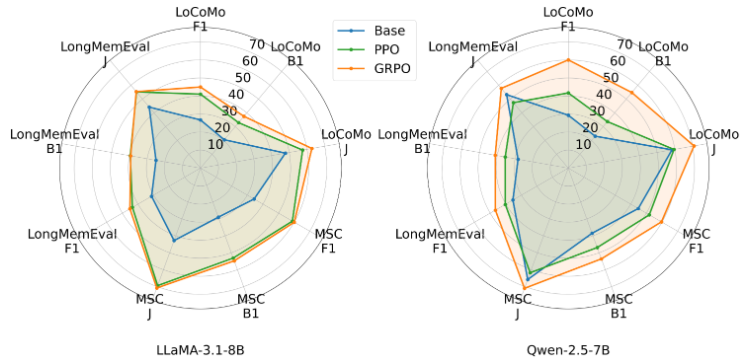 LoCoMo
F1
LoCoMo
B1
LoCoMo
J
MSC
F1
MSC
B1
MSC
J
LongMemEval
F1
LongMemEval
B1
LongMemEval
J
10
20
30
40
50
60
70
LLaMA-3.1-8B
Base
PPO
GRPO
LoCoMo
F1
LoCoMo
B1
LoCoMo
J
MSC
F1
MSC
B1
MSC
J
LongMemEval
F1
LongMemEval
B1
LongMemEval
J
10
20
30
40
50
60
70
Qwen-2.5-7B